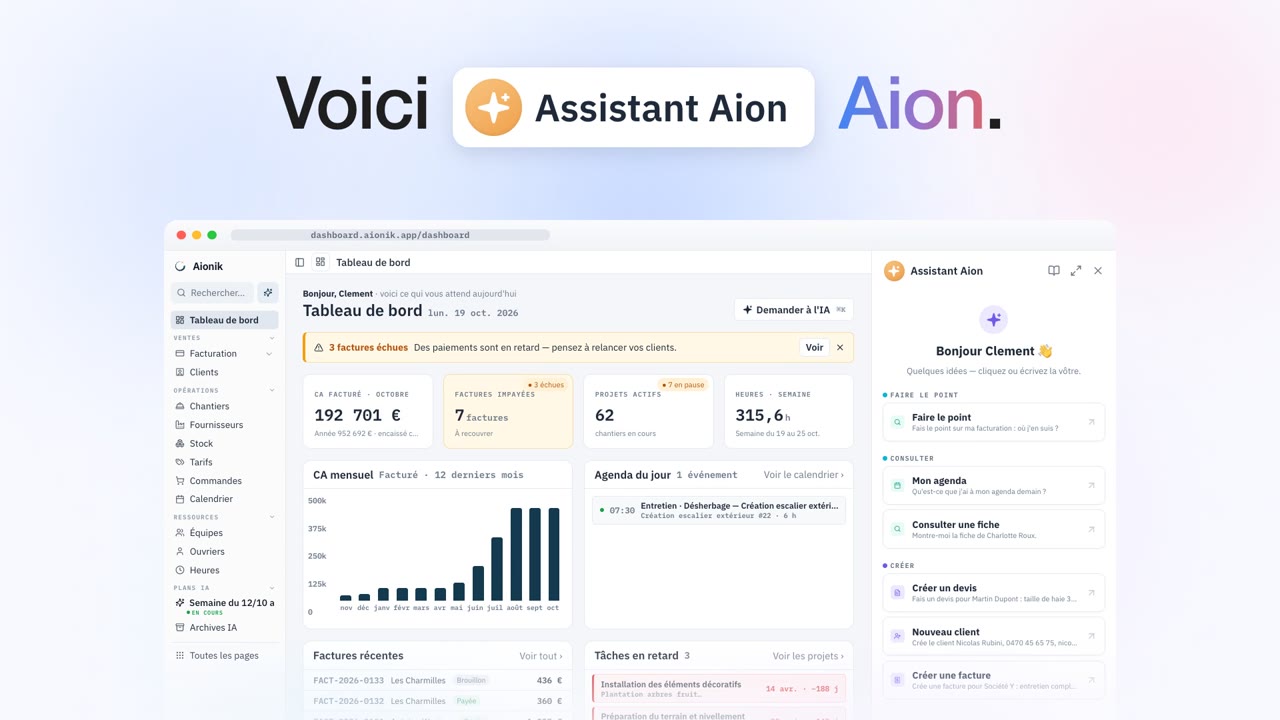 Voici Assistant Aion Aion.
dashboard.aionik.app/dashboard
Aionik
Rechercher...
Tableau de bord
VENTES
Facturation
Clients
OPÉRATIONS
Chantiers
Fournisseurs
Stock
Tarifs
Commandes
Calendrier
RESSOURCES
Équipes
Ouvriers
Heures
PLANS IA
Semaine du 12/10 a
EN COURS
Archives IA
Toutes les pages
Tableau de bord
Bonjour, Clement · voici ce qui vous attend aujourd'hui
Tableau de bord lun. 19 oct. 2026
Demander à l'IA ⌘K
3 factures échues Des paiements sont en retard — pensez à relancer vos clients.
Voir
CA FACTURÉ · OCTOBRE
192 701 €
Année 952 692 € · encaissé c...
3 échues
FACTURES IMPAYÉES
7 factures
À recouvrer
7 en pause
PROJETS ACTIFS
62
chantiers en cours
HEURES · SEMAINE
315,6 h
Semaine du 19 au 25 oct.
CA mensuel Facturé · 12 derniers mois
500k
375k
250k
125k
0
nov déc janv févr mars avr mai juin juil août sept oct
Agenda du jour 1 événement
Voir le calendrier ›
07:30 Entretien · Désherbage — Création escalier extéri...
Création escalier extérieur #22 · 6 h
Factures récentes
Voir tout ›
FACT-2026-0133 Les Charmilles Brouillon 436 €
FACT-2026-0132 Les Charmilles Payée 360 €
Tâches en retard 3
Voir les projets ›
Installation des éléments décoratifs
Plantation arbres fruit…
14 avr. · -188 j
Préparation du terrain et nivellement
Assistant Aion
Bonjour Clement 👋
Quelques idées — cliquez ou écrivez la vôtre.
FAIRE LE POINT
Faire le point
Fais le point sur ma facturation : où j'en suis ?
CONSULTER
Mon agenda
Qu'est-ce que j'ai à mon agenda demain ?
Consulter une fiche
Montre-moi la fiche de Charlotte Roux.
CRÉER
Créer un devis
Fais un devis pour Martin Dupont : taille de haie 3...
Nouveau client
Crée le client Nicolas Rubini, 0470 45 65 75, nico...
Créer une facture
Crée une facture pour Société Y : entretien compl...